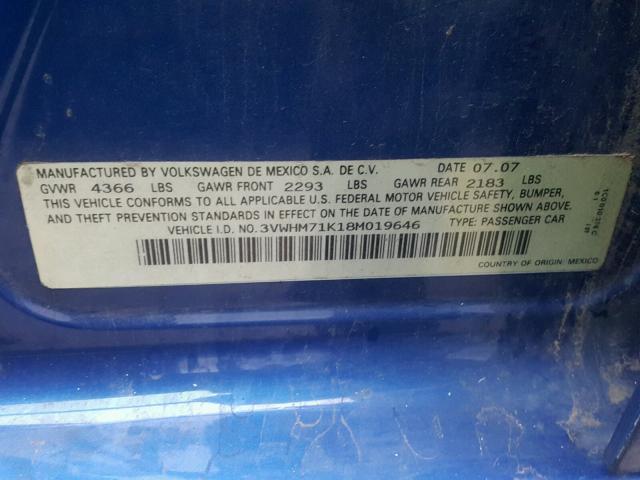 MANUFACTURED BY VOLKSWAGEN DE MEXICO S.A. DE C.V. DATE 07.07
GVWR 4366 LBS GAWR FRONT 2293 LBS GAWR REAR 2183 LBS
THIS VEHICLE CONFORMS TO ALL APPLICABLE U.S. FEDERAL MOTOR VEHICLE SAFETY, BUMPER,
AND THEFT PREVENTION STANDARDS IN EFFECT ON THE DATE OF MANUFACTURE SHOWN ABOVE.
VEHICLE I.D. NO.3VWHM71K18M019646 TYPE: PASSENGER CAR
COUNTRY OF ORIGIN: MEXICO